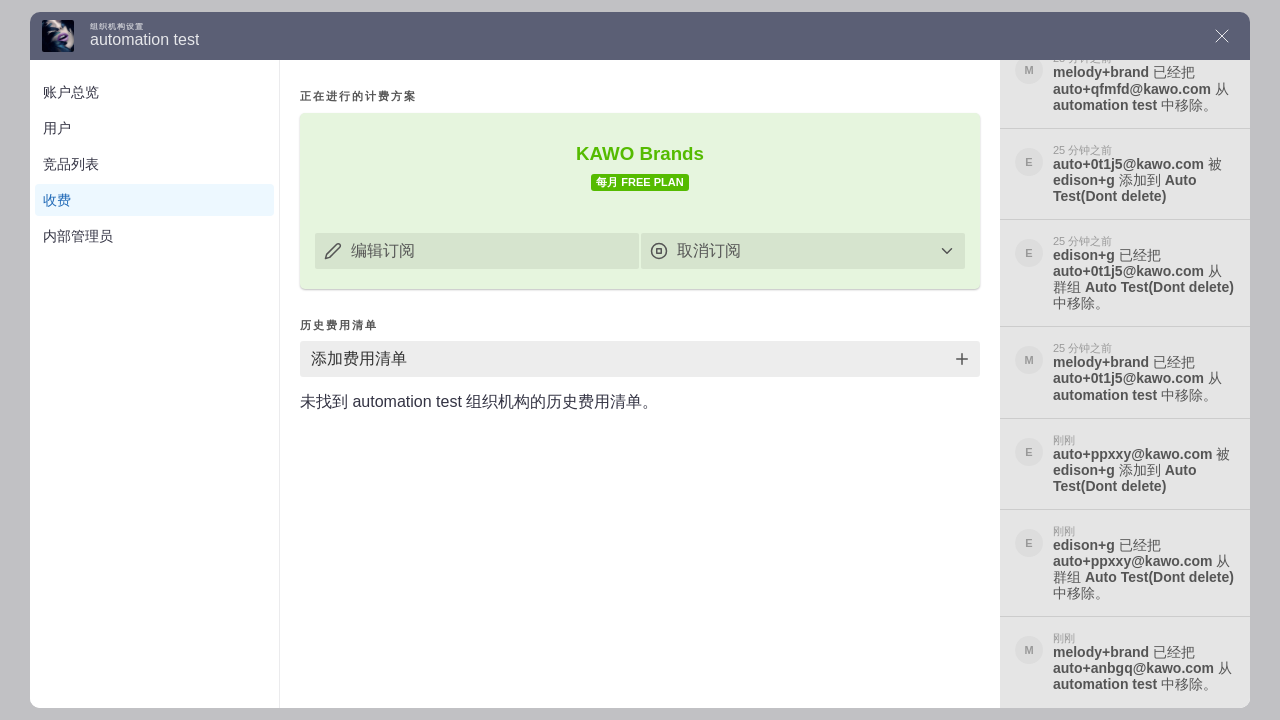 组织机构设置
automation test
账户总览
用户
竞品列表
收费
内部管理员
正在进行的计费方案
KAWO Brands
每月 FREE PLAN
编辑订阅
取消订阅
历史费用清单
添加费用清单
未找到 automation test 组织机构的历史费用清单。
M
melody+brand 已经把
auto+qfmfd@kawo.com 从
automation test 中移除。
25 分钟之前
E
auto+0t1j5@kawo.com 被
edison+g 添加到 Auto
Test(Dont delete)
25 分钟之前
E
edison+g 已经把
auto+0t1j5@kawo.com 从
群组 Auto Test(Dont delete)
中移除。
25 分钟之前
M
melody+brand 已经把
auto+0t1j5@kawo.com 从
automation test 中移除。
刚刚
E
auto+ppxxy@kawo.com 被
edison+g 添加到 Auto
Test(Dont delete)
刚刚
E
edison+g 已经把
auto+ppxxy@kawo.com 从
群组 Auto Test(Dont delete)
中移除。
刚刚
M
melody+brand 已经把
auto+anbgq@kawo.com 从
automation test 中移除。